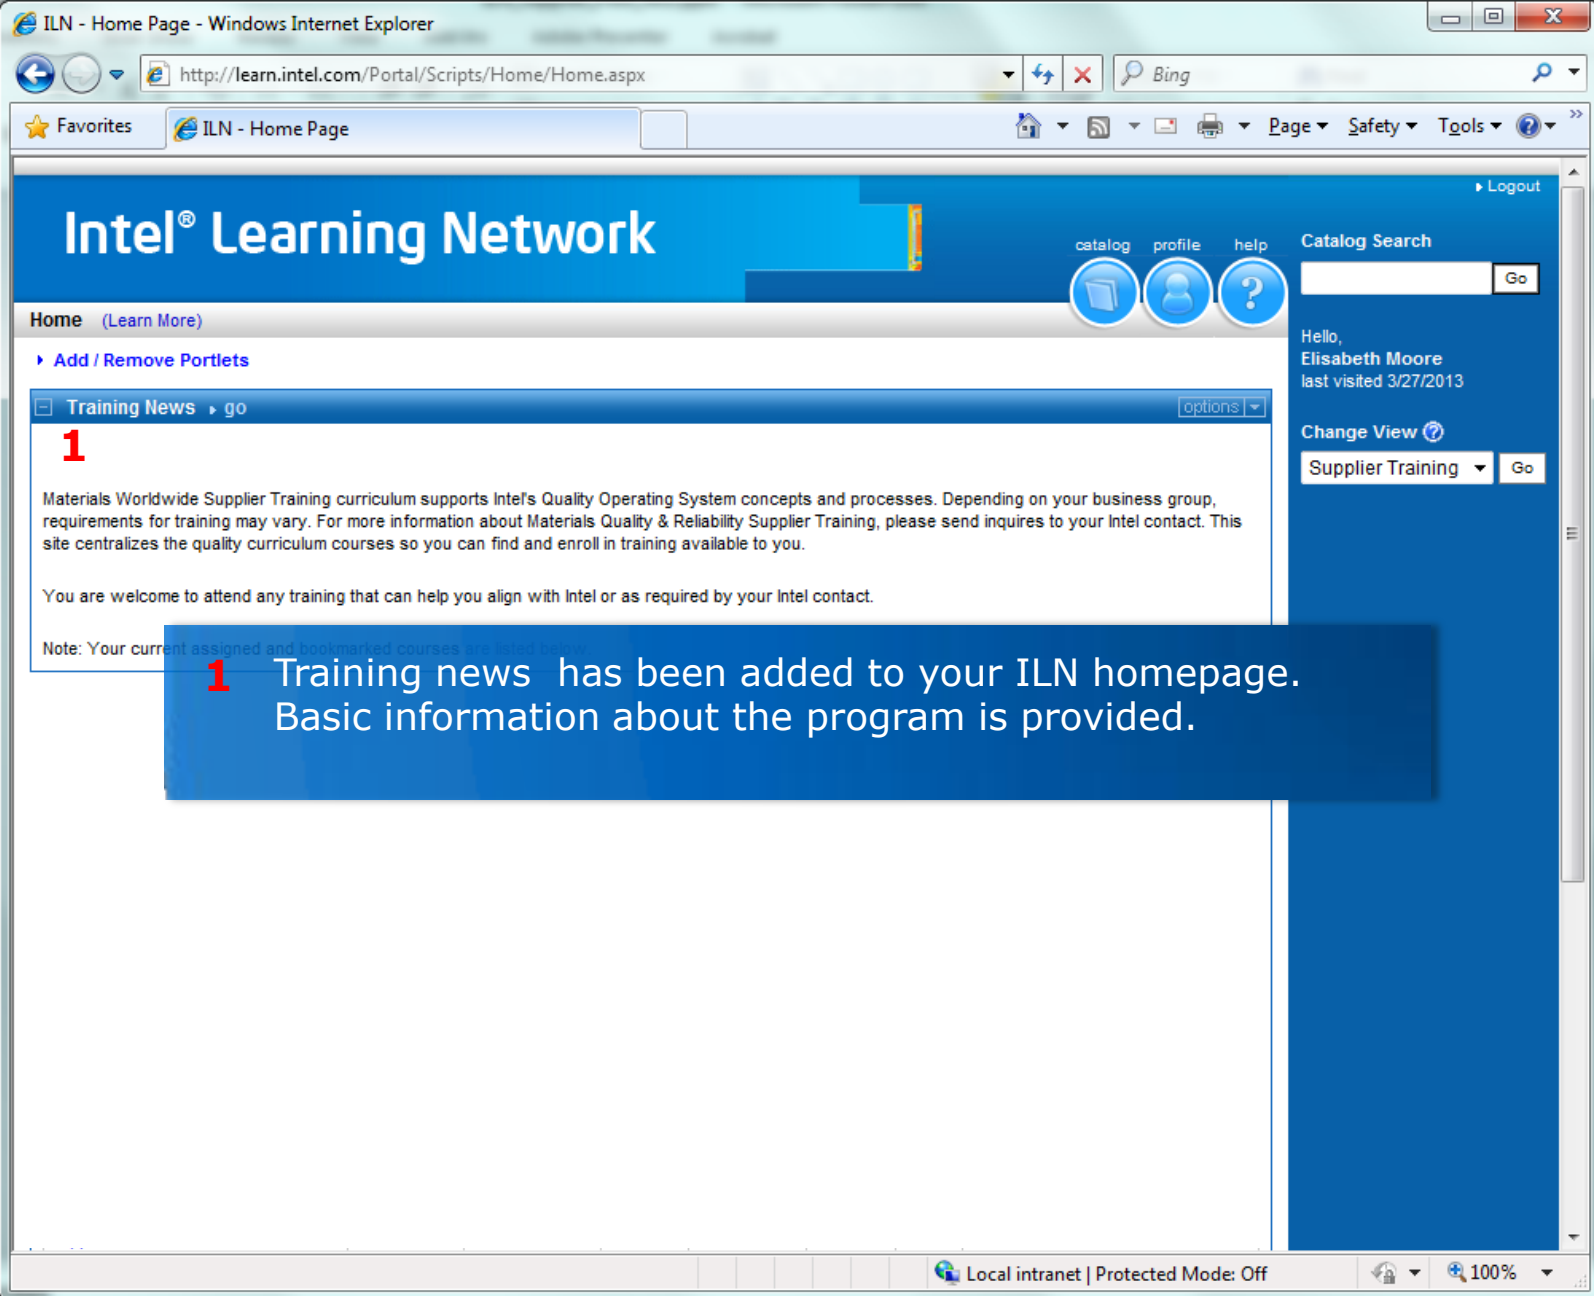 ILN - Home Page - Windows Internet Explorer
http://learn.intel.com/Portal/Scripts/Home/Home.aspx
Bing
Favorites
ILN - Home Page
Page
Safety
Tools
Logout
Intel® Learning Network
catalog profile help
Catalog Search
Go
Home (Learn More)
Hello,
Elisabeth Moore
last visited 3/27/2013
Add / Remove Portlets
Training News go
options
Change View
Supplier Training
Go
1
Materials Worldwide Supplier Training curriculum supports Intel's Quality Operating System concepts and processes. Depending on your business group,
requirements for training may vary. For more information about Materials Quality & Reliability Supplier Training, please send inquires to your Intel contact. This
site centralizes the quality curriculum courses so you can find and enroll in training available to you.
You are welcome to attend any training that can help you align with Intel or as required by your Intel contact.
Note: Your current assigned and bookmarked courses are listed below
1 Training news has been added to your ILN homepage.
Basic information about the program is provided.
Local intranet | Protected Mode: Off
100%